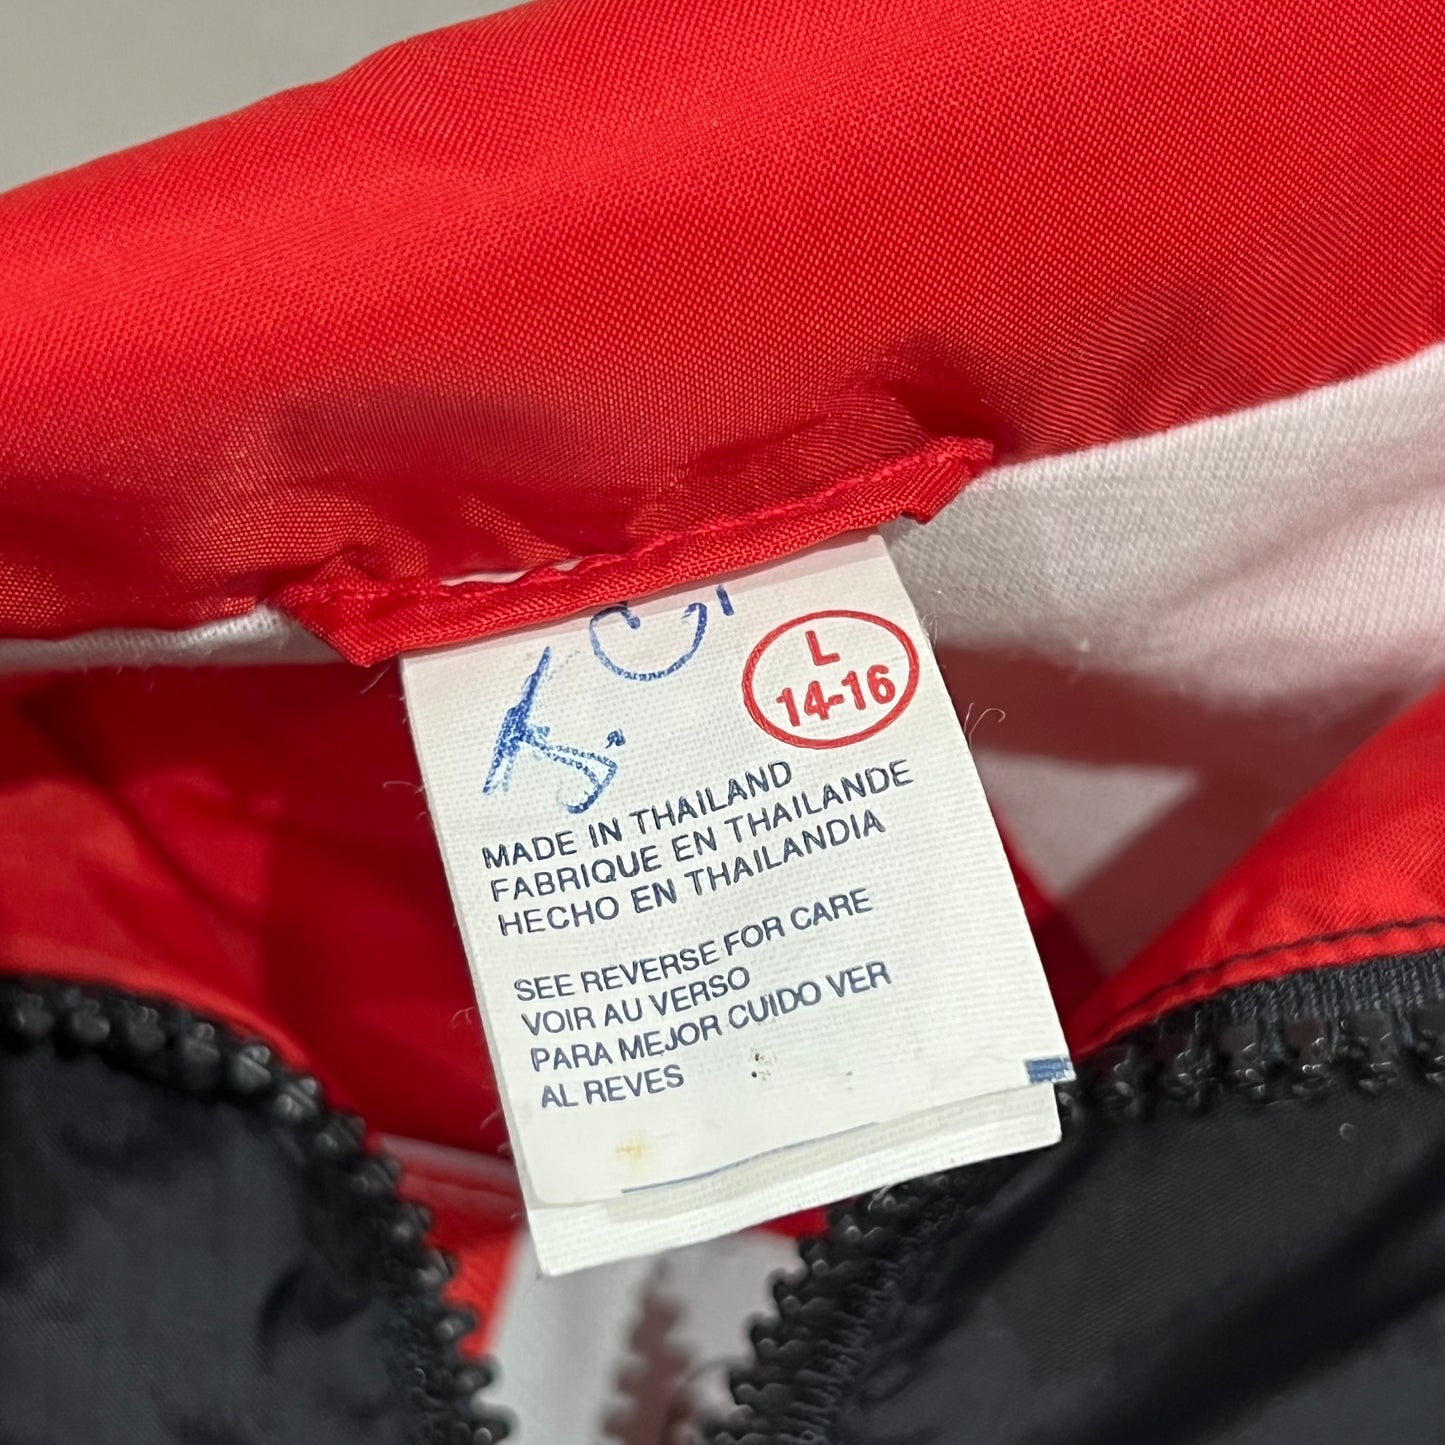 L
14-16
MADE IN THAILAND
FABRIQUE EN THAILANDE
HECHO EN THAILANDIA
SEE REVERSE FOR CARE
VOIR AU VERSO
PARA MEJOR CUIDO VER
AL REVES